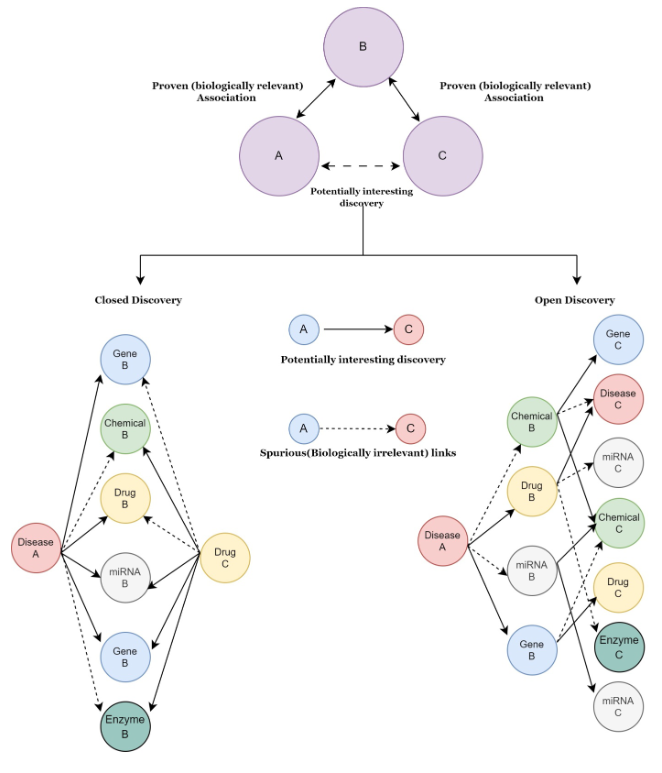 B
Proven (biologically relevant)
Association
Proven (biologically relevant)
Association
A
C
Potentially interesting
discovery
Closed Discovery
Open Discovery
A
C
Potentially interesting discovery
A
C
Spurious(Biologically irrelevant) links
Gene
B
Chemical
B
Drug
B
Disease
A
miRNA
B
Drug
C
Gene
B
Enzyme
B
Gene
C
Disease
C
Chemical
B
miRNA
C
Drug
B
Chemical
C
Disease
A
miRNA
B
Drug
C
Gene
B
Enzyme
C
miRNA
C